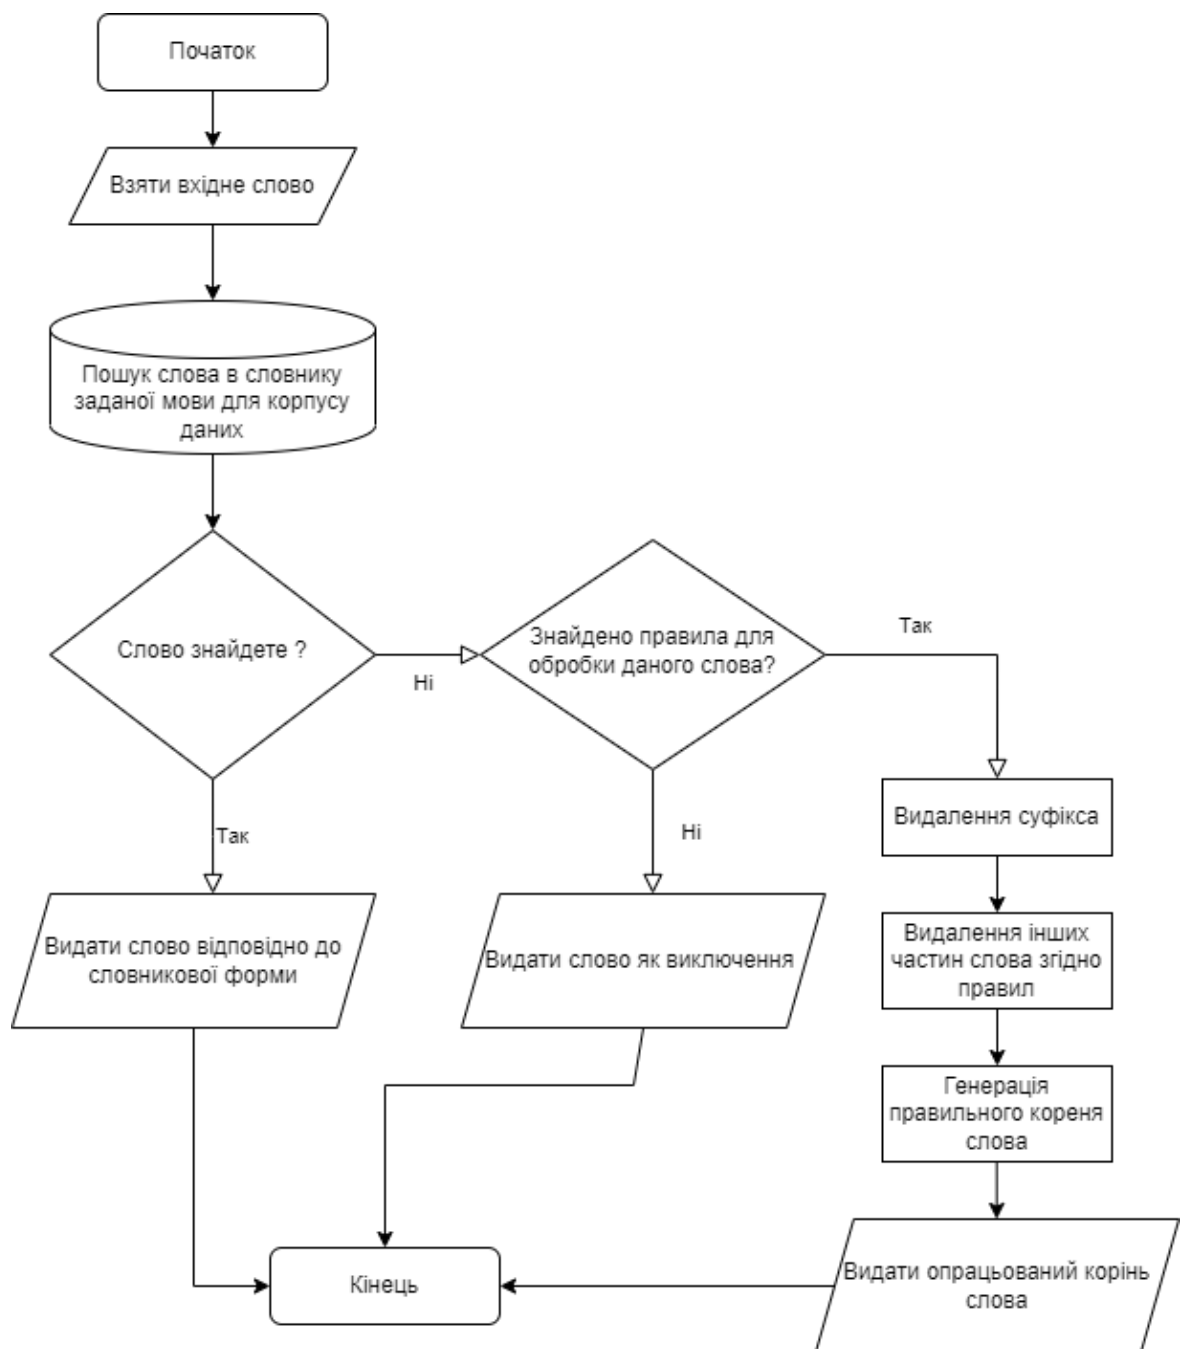 Початок
Взяти вхідне слово
Пошук слова в словнику
заданої мови для корпусу
даних
Слово знайдете ?
Ні
Знайдено правила для
обробки даного слова?
Так
Так
Ні
Видалення суфікса
Видати слово відповідно до
словникової форми
Видати слово як виключення
Видалення інших
частин слова згідно
правил
Генерація
правильного кореня
слова
Видати опрацьований корінь
слова
Кінець